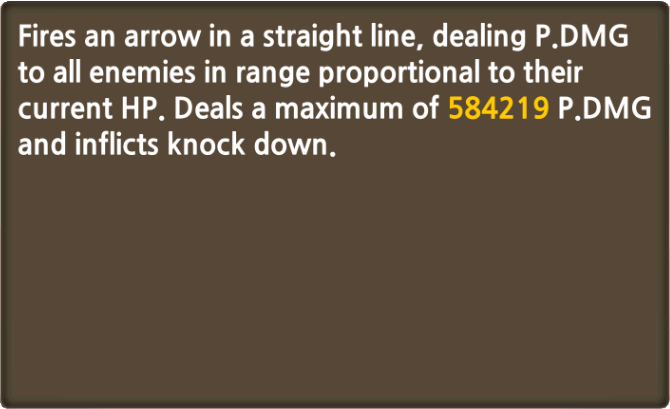 Fires an arrow in a straight line, dealing P.DMG
to all enemies in range proportional to their
current HP. Deals a maximum of 584219 P.DMG
and inflicts knock down.